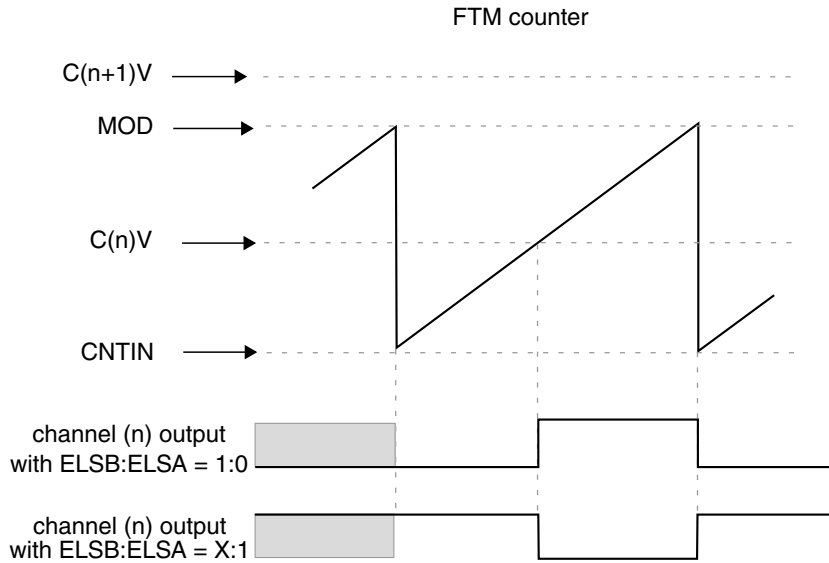 FTM counter
C(n+1)V
MOD
C(n)V
CNTIN
channel (n) output
with ELSB:ELSA = 1:0
channel (n) output
with ELSB:ELSA = X:1